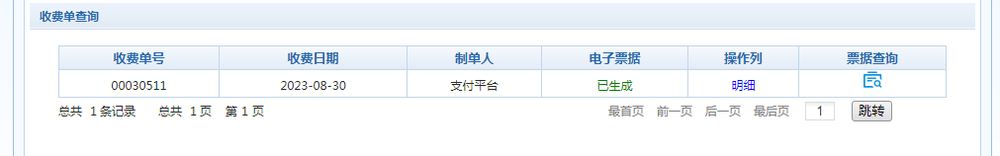 收费单查询
收费单号 收费日期 制单人 电子票据 操作列 票据查询
00030511 2023-08-30 支付平台 已生成 明细
总共 1 条记录 总共 1 页 第 1 页 最首页 前一页 后一页 最后页 1 跳转